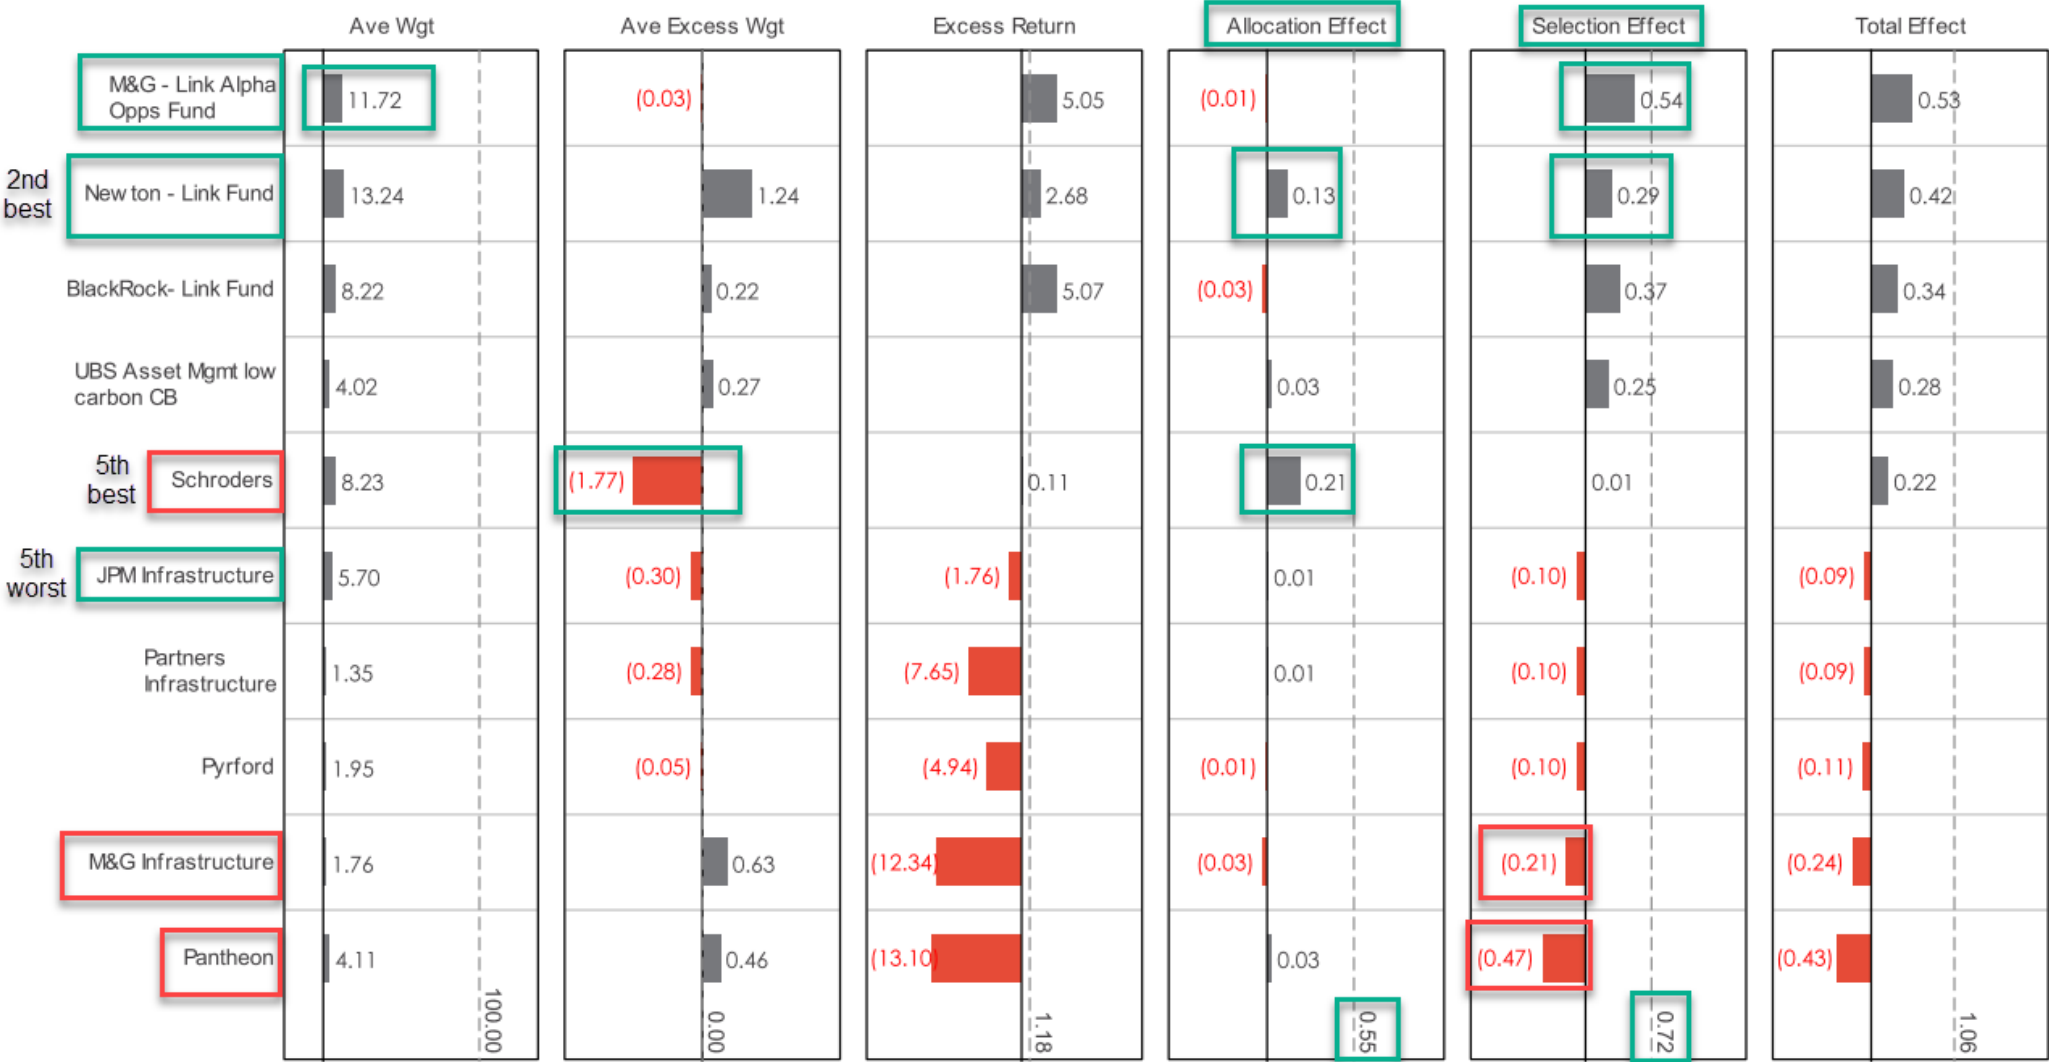 Ave Wgt Ave Excess Wgt Excess Return Allocation Effect Selection Effect Total Effect
M&G - Link Alpha
Opps Fund
11.72 (0.03) 5.05 (0.01) 0.54 0.53
2nd
best
Newton - Link Fund 13.24 1.24 2.68 0.13 0.29 0.42
BlackRock- Link Fund 8.22 0.22 5.07 (0.03) 0.37 0.34
UBS Asset Mgmt low
carbon CB
4.02 0.27 0.03 0.25 0.28
5th
best
Schroders 8.23 (1.77) 0.11 0.21 0.01 0.22
5th
worst
JPM Infrastructure 5.70 (0.30) (1.76) 0.01 (0.10) (0.09)
Partners
Infrastructure
1.35 (0.28) (7.65) 0.01 (0.10) (0.09)
Pyrford 1.95 (0.05) (4.94) (0.01) (0.10) (0.11)
M&G Infrastructure 1.76 0.63 (12.34) (0.03) (0.21) (0.24)
Pantheon 4.11 0.46 (13.10) 0.03 (0.47) (0.43)
100.00 0.00 1.18 0.55 0.72 1.06